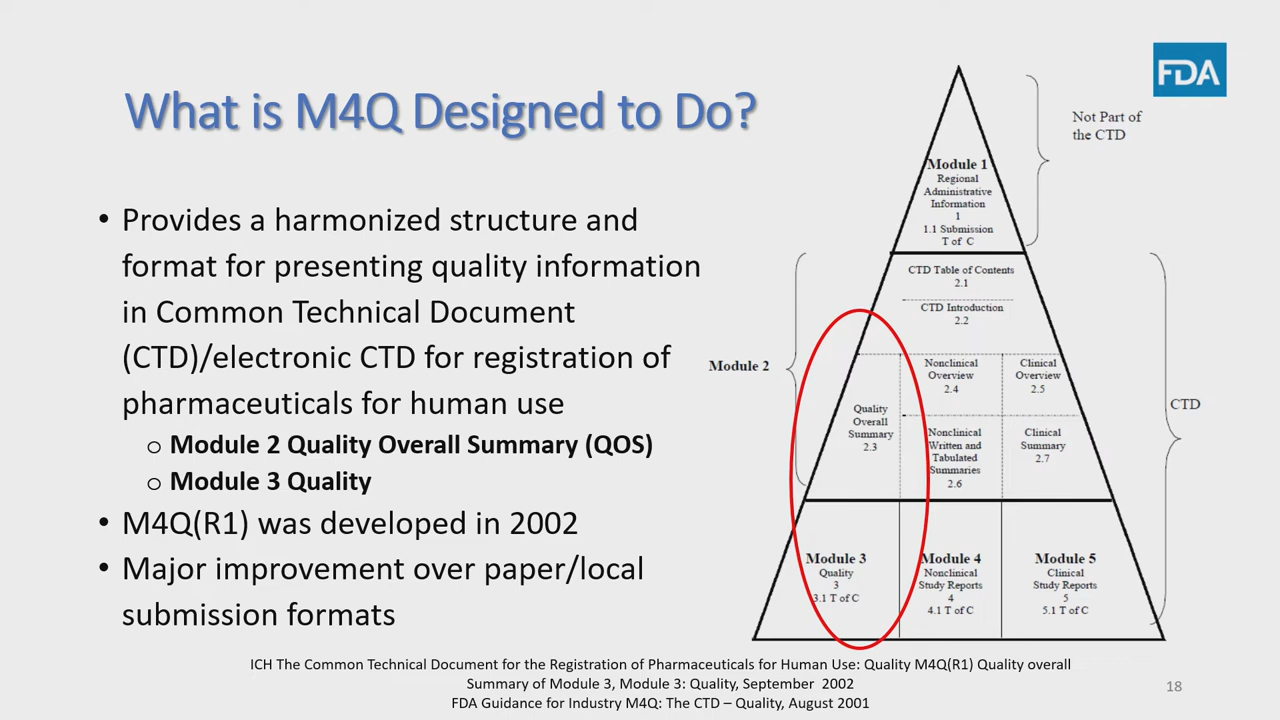 FDA
What is M4Q Designed to Do?
• Provides a harmonized structure and
format for presenting quality information
in Common Technical Document
(CTD)/electronic CTD for registration of
pharmaceuticals for human use
o Module 2 Quality Overall Summary (QOS)
o Module 3 Quality
• M4Q(R1) was developed in 2002
• Major improvement over paper/local
submission formats
Not Part of
the CTD
Module 1
Regional
Administrative
Information
1
1.1 Submission
T of C
CTD Table of Contents
2.1
CTD Introduction
2.2
Module 2
Quality
Overall
Summary
2.3
Nonclinical
Overview
2.4
Clinical
Overview
2.5
Nonclinical
Written and
Tabulated
Summaries
2.6
Clinical
Summary
2.7
CTD
Module 3
Quality
3
3.1 T of C
Module 4
Nonclinical
Study Reports
4
4.1 T of C
Module 5
Clinical
Study Reports
5
5.1 T of C
ICH The Common Technical Document for the Registration of Pharmaceuticals for Human Use: Quality M4Q(R1) Quality overall
Summary of Module 3, Module 3: Quality, September 2002
FDA Guidance for Industry M4Q: The CTD – Quality, August 2001
18